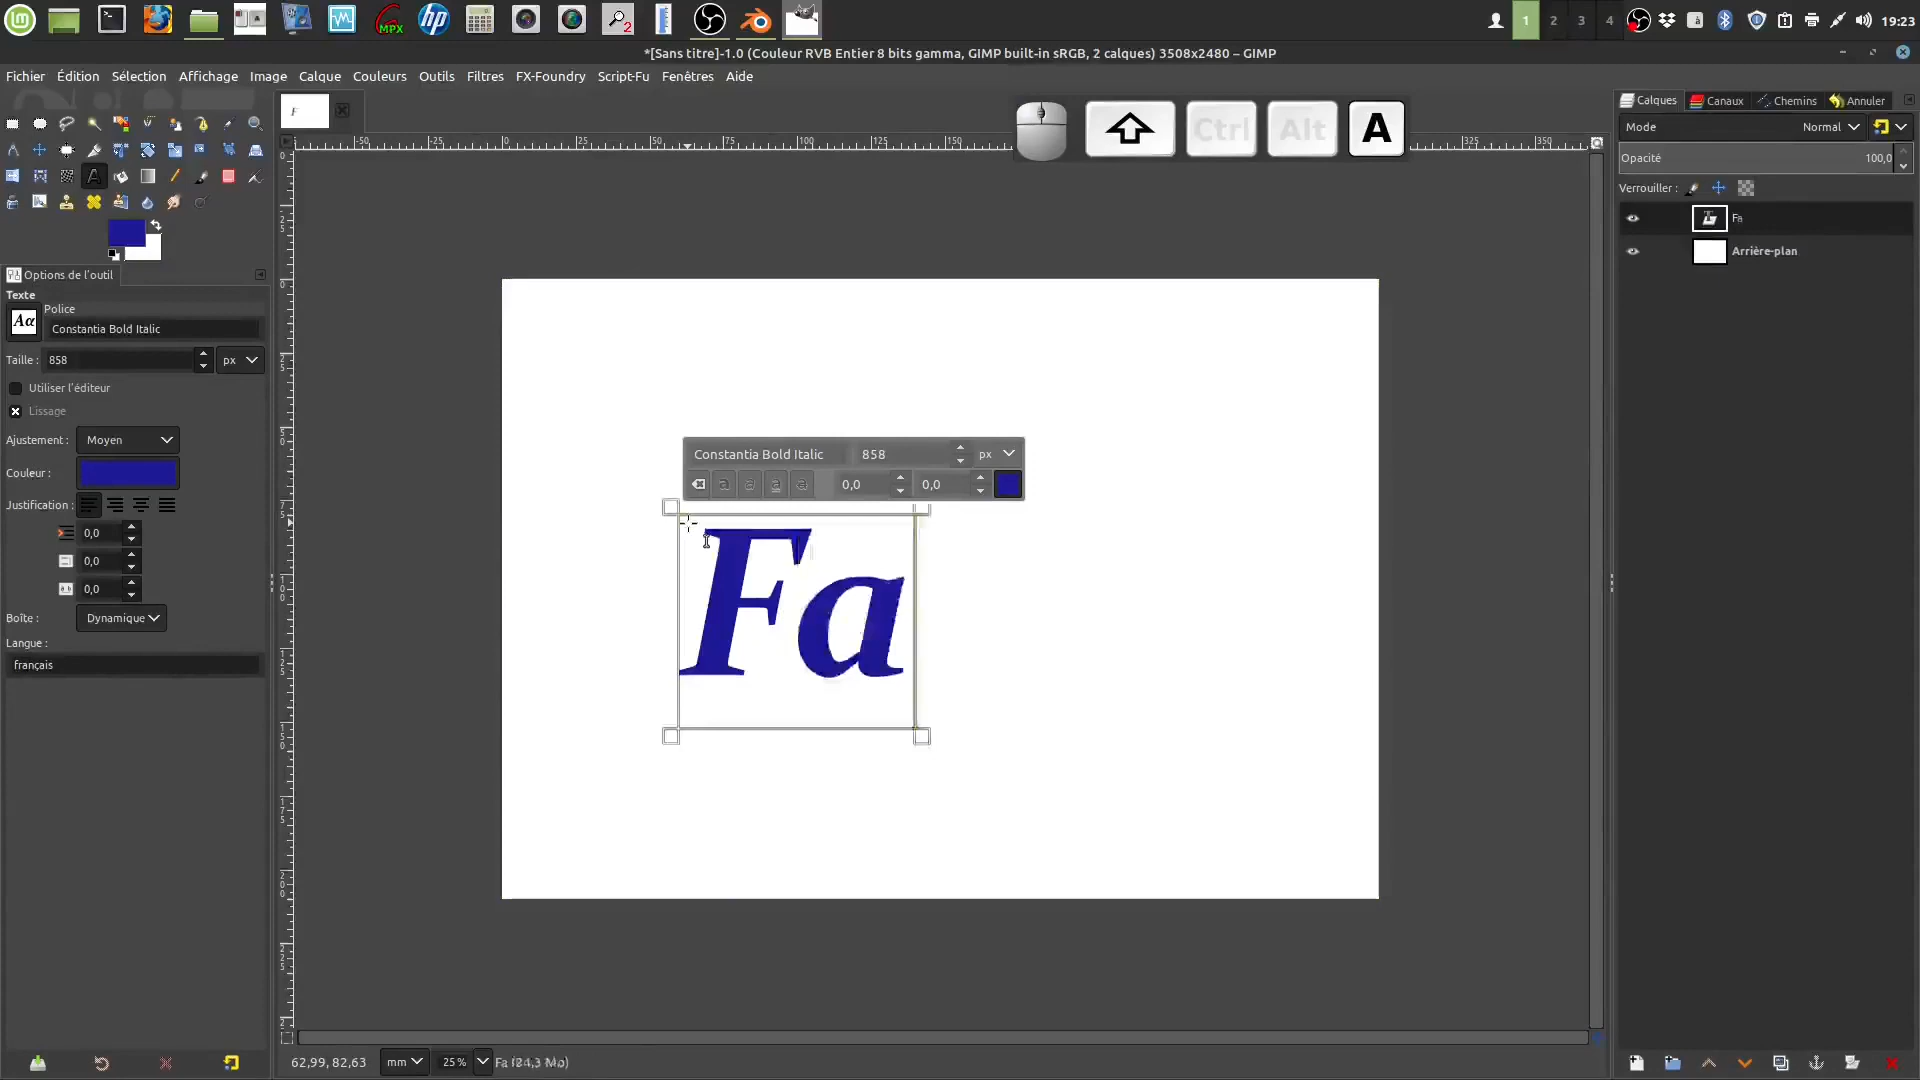 MPX
2
1
2
3
4
à
19:23
*[Sans titre]-1.0 (Couleur RVB Entier 8 bits gamma, GIMP built-in sRGB, 2 calques) 3508x2480 – GIMP
Fichier Édition Sélection Affichage Image Calque Couleurs Outils Filtres FX-Foundry Script-Fu Fenêtres Aide
Calques Canaux Chemins Annuler
Ctrl Alt A
Mode Normal
Opacité 100,0
Verrouiller :
Fa
Arrière-plan
Options de l'outil
Texte
Police
Aα Constantia Bold Italic
Taille : 858 px
Utiliser l'éditeur
Lissage
Ajustement : Moyen
Couleur :
Justification :
0,0
0,0
0,0
Boîte : Dynamique
Langue :
français
Constantia Bold Italic 858 px
0,0 0,0
Fa
62,99, 82,63 mm 25 %